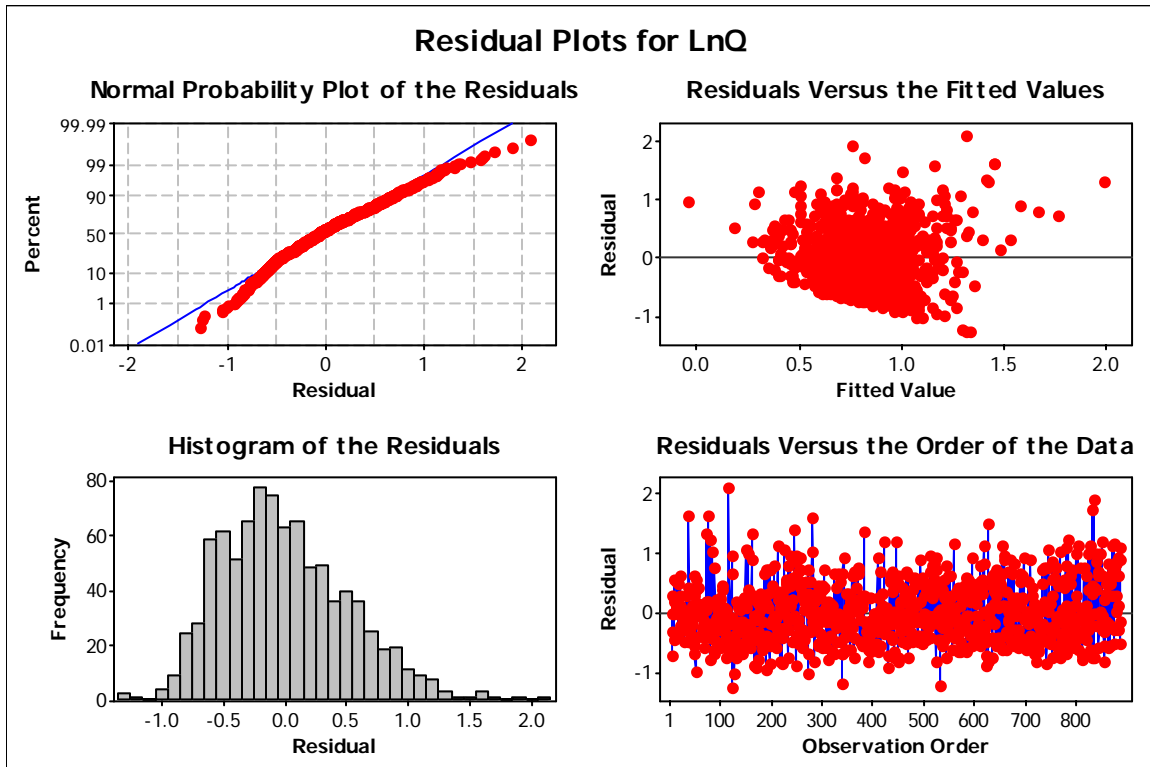 Residual Plots for LnQ
Normal Probability Plot of the Residuals
99.99
99
90
50
10
1
0.01
Percent
-2 -1 0 1 2
Residual
Residuals Versus the Fitted Values
2
1
0
-1
Residual
0.0 0.5 1.0 1.5 2.0
Fitted Value
Histogram of the Residuals
80
60
40
20
0
Frequency
-1.0 -0.5 0.0 0.5 1.0 1.5 2.0
Residual
Residuals Versus the Order of the Data
2
1
0
-1
Residual
1 100 200 300 400 500 600 700 800
Observation Order